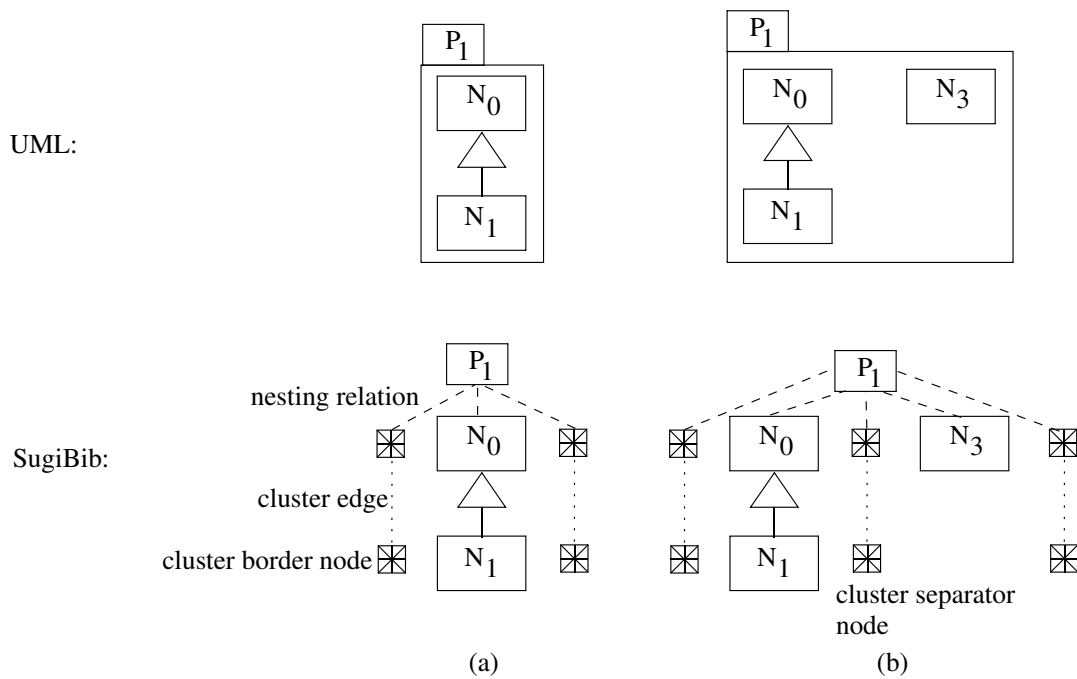 P1 P1
N0 N0 N3
UML:
N1 N1
P1 P1
nesting relation
N0 N0 N3
SugiBib:
cluster edge
cluster border node N1 N1
cluster separator
node
(a) (b)